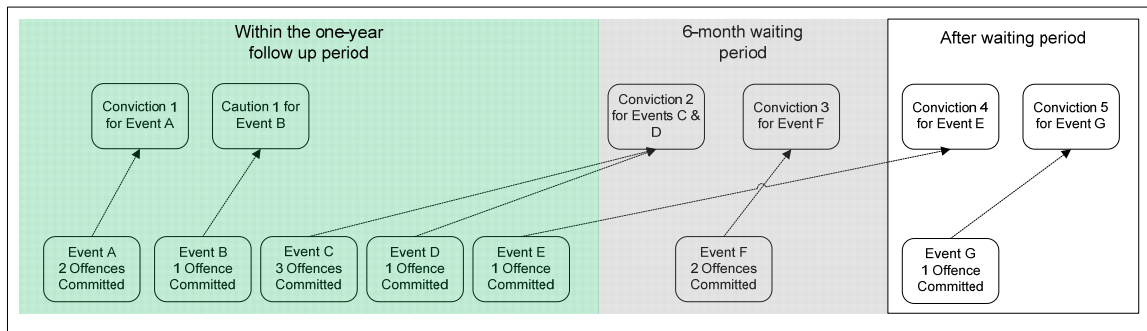 Within the one-year
follow up period
6-month waiting
period
After waiting period
Conviction 1
for Event A
Caution 1 for
Event B
Conviction 2
for Events C &
D
Conviction 3
for Event F
Conviction 4
for Event E
Conviction 5
for Event G
Event A
2 Offences
Committed
Event B
1 Offence
Committed
Event C
3 Offences
Committed
Event D
1 Offence
Committed
Event E
1 Offence
Committed
Event F
2 Offences
Committed
Event G
1 Offence
Committed